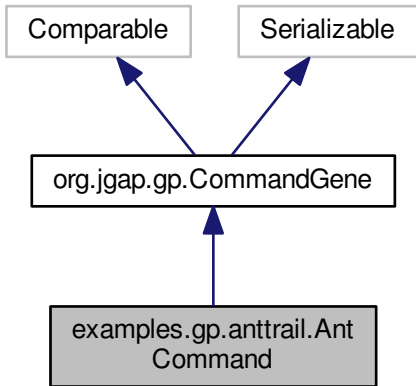 Comparable
Serializable
org.jgap.gp.CommandGene
examples.gp.anttrail.Ant
Command